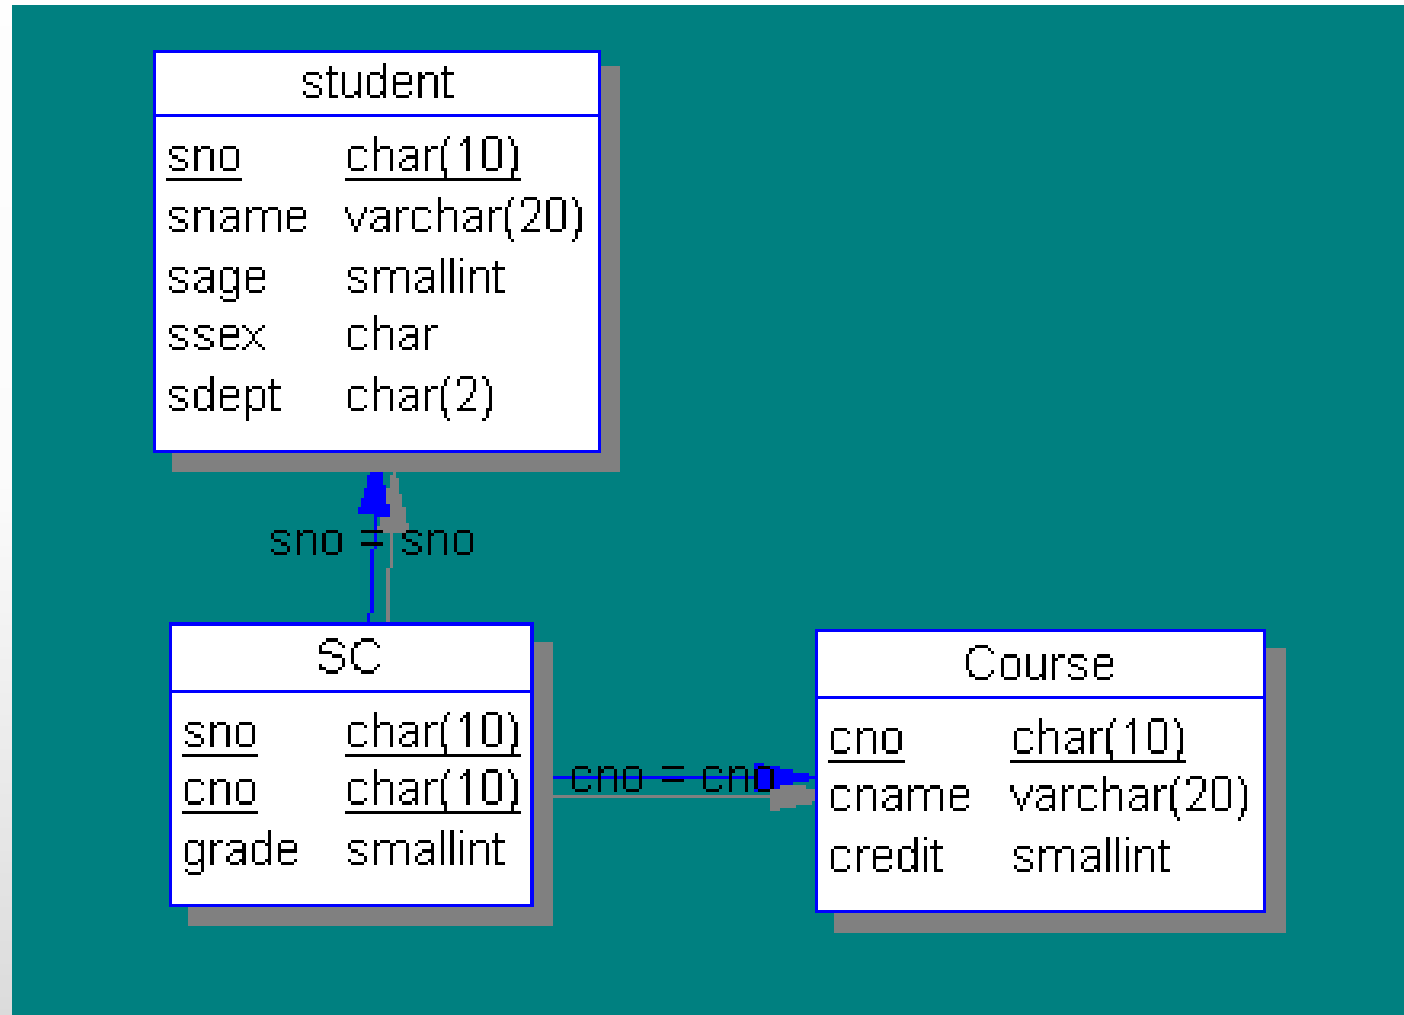 student
sno char(10)
sname varchar(20)
sage smallint
ssex char
sdept char(2)
sno = sno
SC
sno char(10)
cno char(10)
grade smallint
cno = cno
Course
cno char(10)
cname varchar(20)
credit smallint